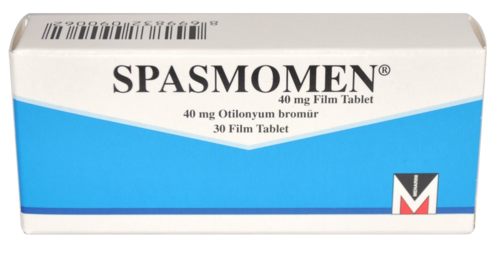 SPASMOMEN®
40 mg Film Tablet
40 mg Otilonyum bromür
30 Film Tablet